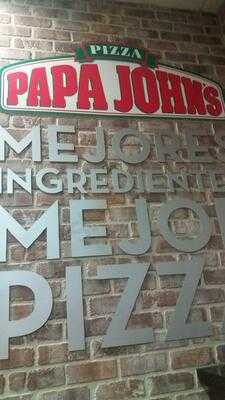 PIZZA
PAPA JOHNS
MEJORES
INGREDIENTE
MEJO
PIZZ